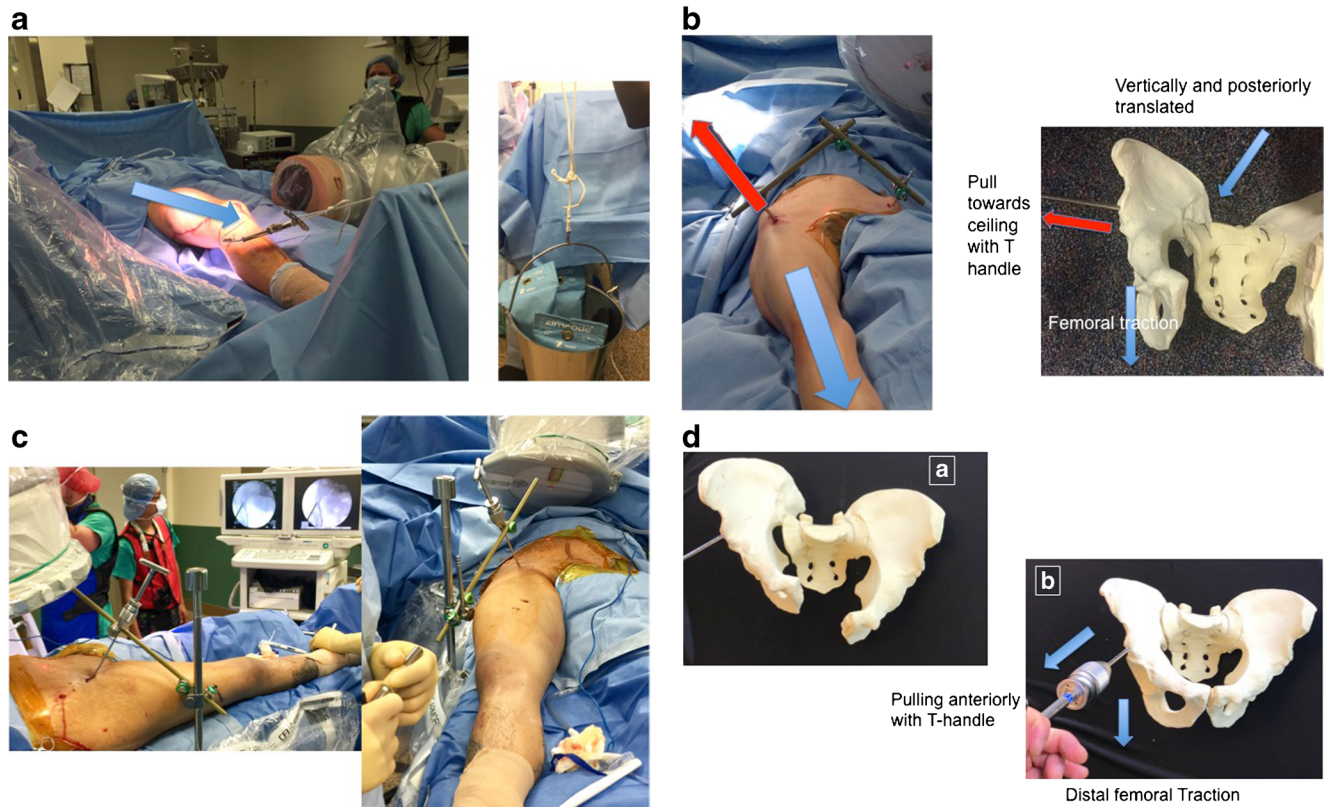 a
b
Vertically and posteriorly
translated
Pull
towards
ceiling
with T
handle
Femoral traction
c
d
a
b
Pulling anteriorly
with T-handle
Distal femoral Traction